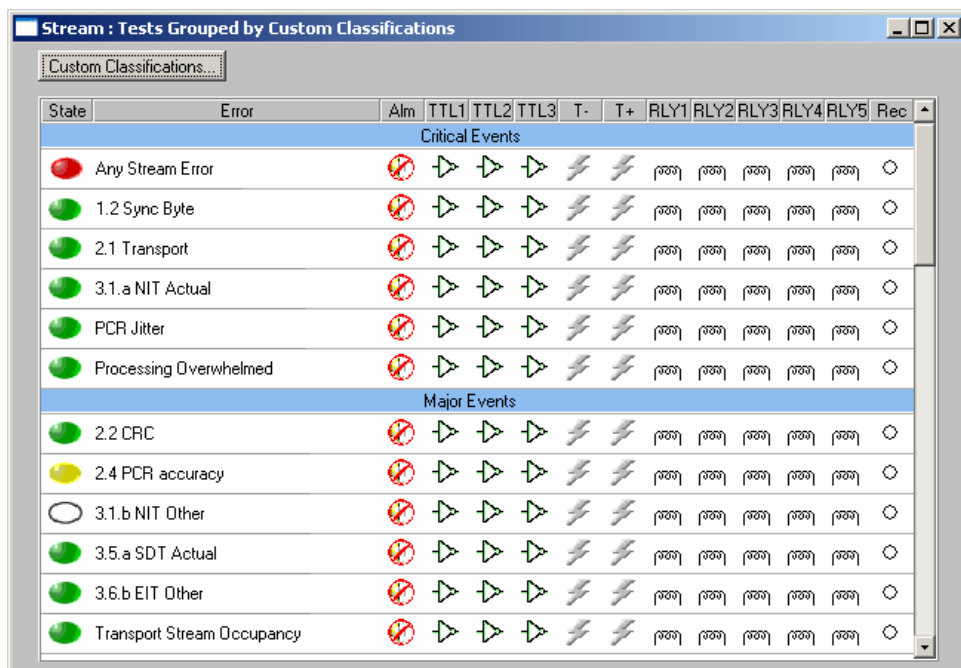 Stream : Tests Grouped by Custom Classifications
Custom Classifications...
State Error Alm TTL1 TTL2 TTL3 T- T+ RLY1 RLY2 RLY3 RLY4 RLY5 Rec
Critical Events
Any Stream Error
1.2 Sync Byte
2.1 Transport
3.1.a NIT Actual
PCR Jitter
Processing Overwhelmed
Major Events
2.2 CRC
2.4 PCR accuracy
3.1.b NIT Other
3.5.a SDT Actual
3.6.b EIT Other
Transport Stream Occupancy